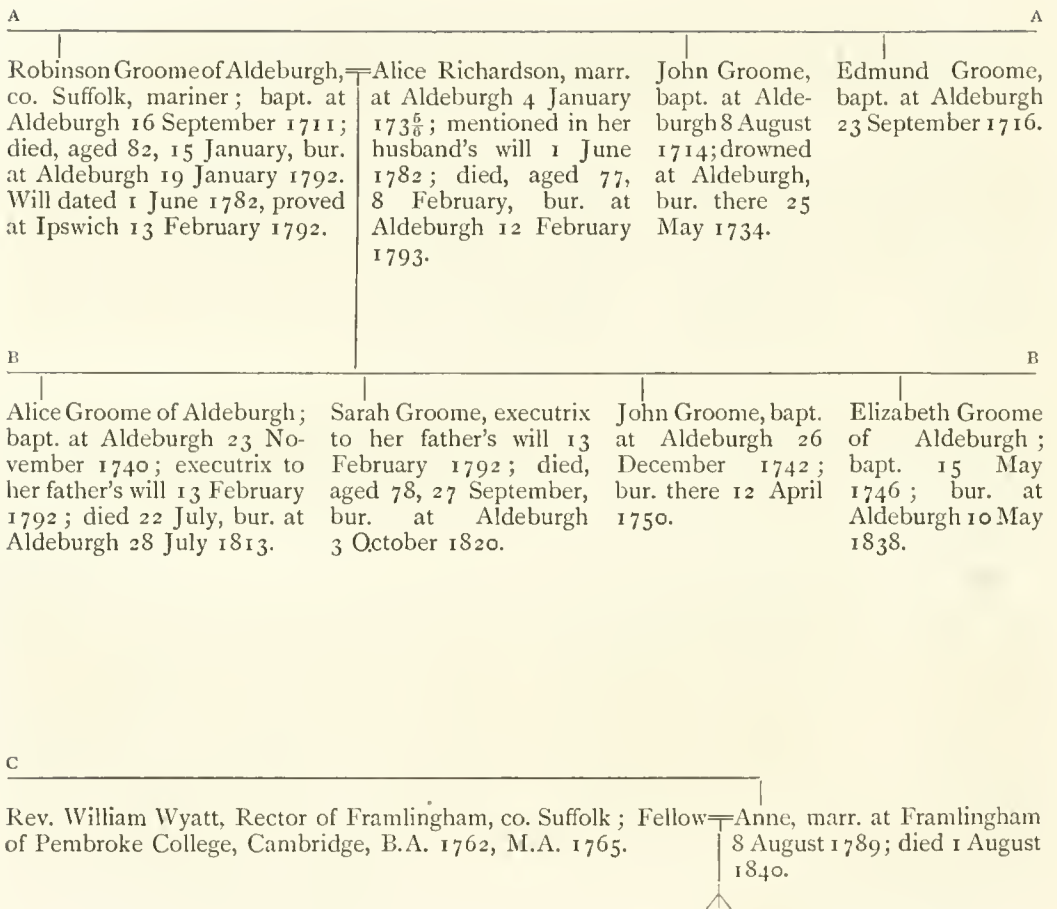 A A
Robinson Groome of Aldeburgh,
co. Suffolk, mariner; bapt. at
Aldeburgh 16 September 1711;
died, aged 82, 15 January, bur.
at Aldeburgh 19 January 1792.
Will dated 1 June 1782, proved
at Ipswich 13 February 1792.
Alice Richardson, marr.
at Aldeburgh 4 January
173⅚; mentioned in her
husband's will 1 June
1782; died, aged 77,
8 February, bur. at
Aldeburgh 12 February
1793.
John Groome,
bapt. at Alde-
burgh 8 August
1714; drowned
at Aldeburgh,
bur. there 25
May 1734.
Edmund Groome,
bapt. at Aldeburgh
23 September 1716.
B B
Alice Groome of Aldeburgh;
bapt. at Aldeburgh 23 No-
vember 1740; executrix to
her father's will 13 February
1792; died 22 July, bur. at
Aldeburgh 28 July 1813.
Sarah Groome, executrix
to her father's will 13
February 1792; died,
aged 78, 27 September,
bur. at Aldeburgh
3 October 1820.
John Groome, bapt.
at Aldeburgh 26
December 1742;
bur. there 12 April
1750.
Elizabeth Groome
of Aldeburgh;
bapt. 15 May
1746; bur. at
Aldeburgh 10 May
1838.
C
Rev. William Wyatt, Rector of Framlingham, co. Suffolk; Fellow
of Pembroke College, Cambridge, B.A. 1762, M.A. 1765.
Anne, marr. at Framlingham
8 August 1789; died 1 August
1840.